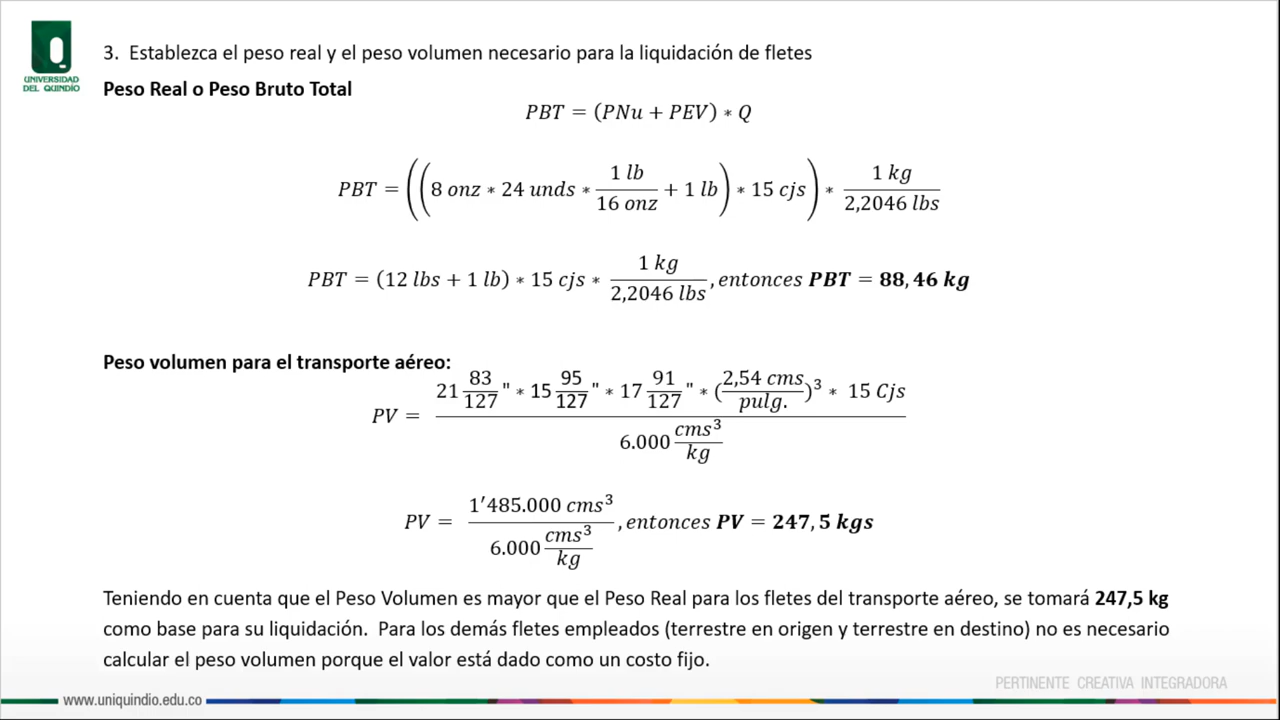 UNIVERSIDAD
DEL QUINDÍO
3. Establezca el peso real y el peso volumen necesario para la liquidación de fletes
Peso Real o Peso Bruto Total
PBT = (PNu + PEV) * Q
PBT = ((8 onz * 24 unds * 1 lb / 16 onz + 1 lb) * 15 cjs) * 1 kg / 2,2046 lbs
PBT = (12 lbs + 1 lb) * 15 cjs * 1 kg / 2,2046 lbs, entonces PBT = 88,46 kg
Peso volumen para el transporte aéreo:
PV = 21 83/127 " * 15 95/127 " * 17 91/127 " * (2,54 cms / pulg.)³ * 15 Cjs / 6.000 cms³/kg
PV = 1'485.000 cms³ / 6.000 cms³/kg, entonces PV = 247,5 kgs
Teniendo en cuenta que el Peso Volumen es mayor que el Peso Real para los fletes del transporte aéreo, se tomará 247,5 kg
como base para su liquidación. Para los demás fletes empleados (terrestre en origen y terrestre en destino) no es necesario
calcular el peso volumen porque el valor está dado como un costo fijo.
PERTINENTE CREATIVA INTEGRADORA
www.uniquindio.edu.co